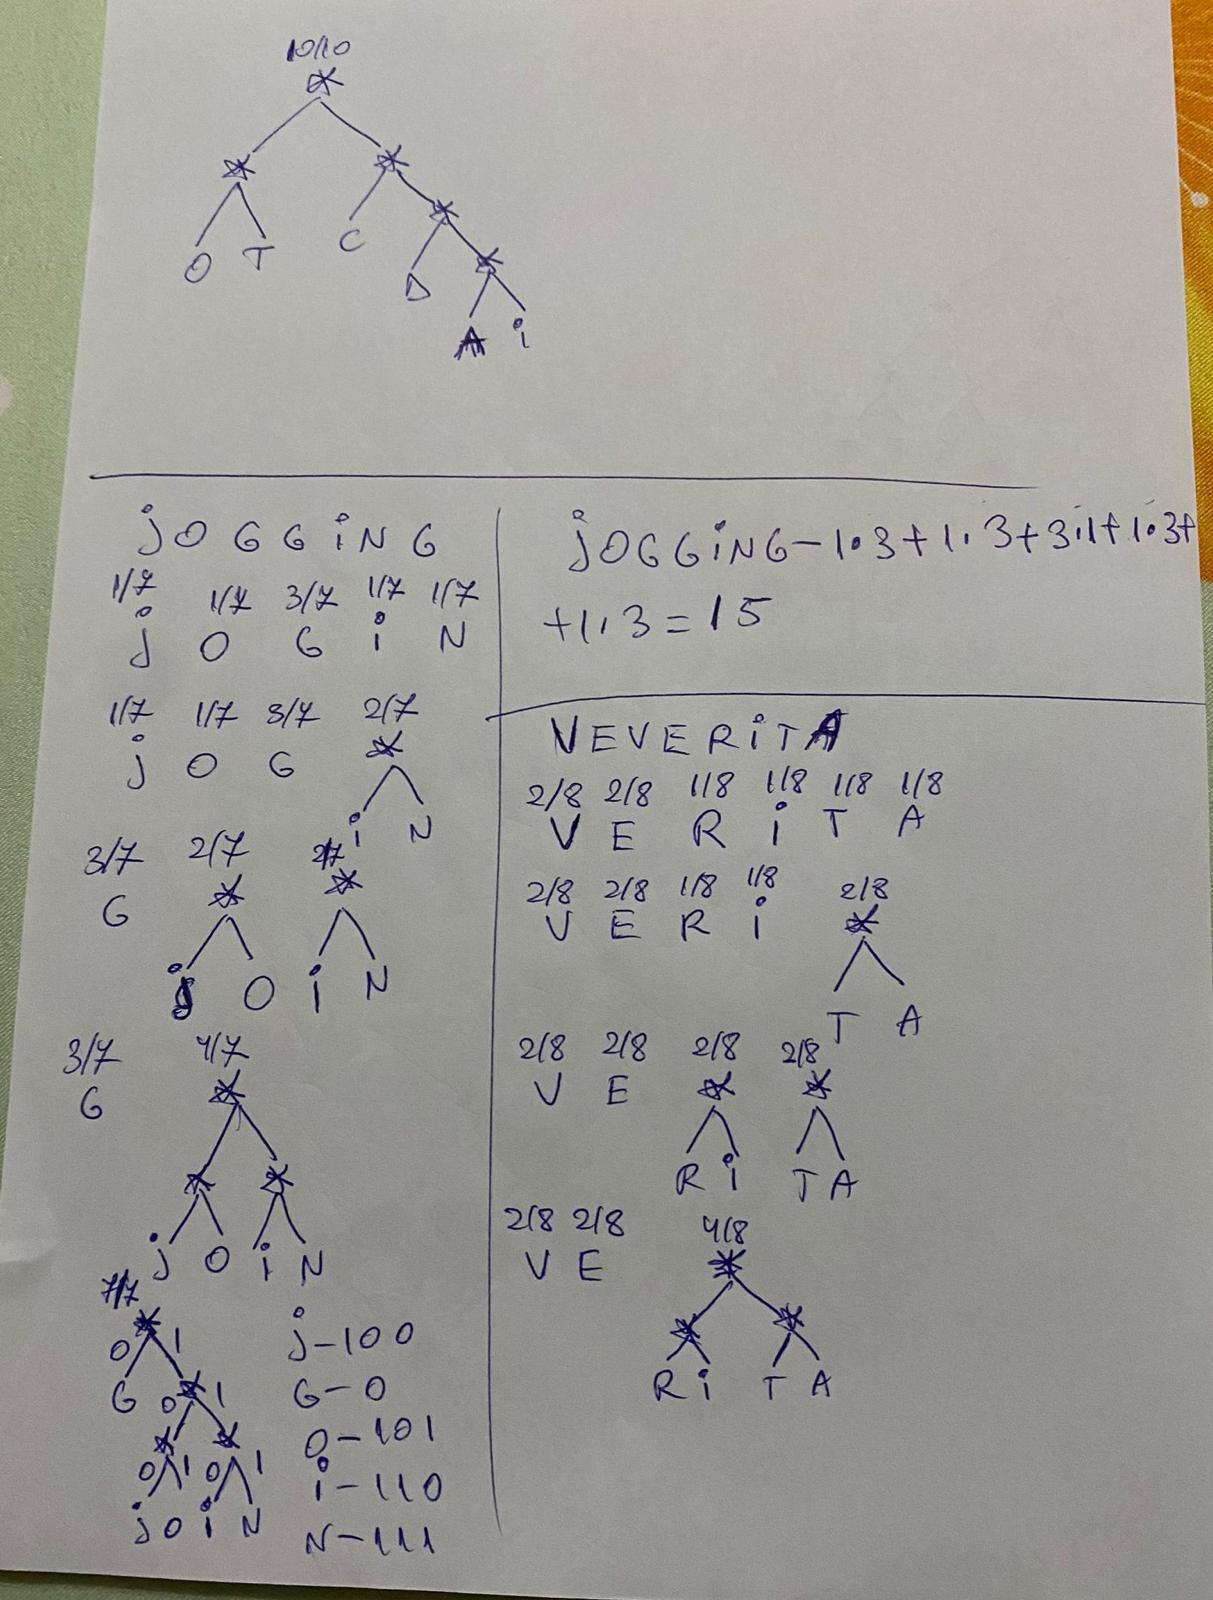 10/10
*
* *
O T C *
D *
A i
jOGGiNG
1/7 1/7 3/7 1/7 1/7
j O G i N
1/7 1/7 3/7 2/7
j O G *
i N
3/7 2/7 2/7
G * *
j O i N
3/7 4/7
G *
* *
j O i N
7/7
*
0 1
G * 
0 1
* *
0 1 0 1
j O i N
j-100
G-0
O-101
i-110
N-111
jOGGiNG-1·3+1·3+3·1+1·3+
+1·3=15
VEVERiTA
2/8 2/8 1/8 1/8 1/8 1/8
V E R i T A
2/8 2/8 1/8 1/8 2/8
V E R i *
T A
2/8 2/8 2/8 2/8
V E * *
R i T A
2/8 2/8 4/8
V E *
* *
R i T A